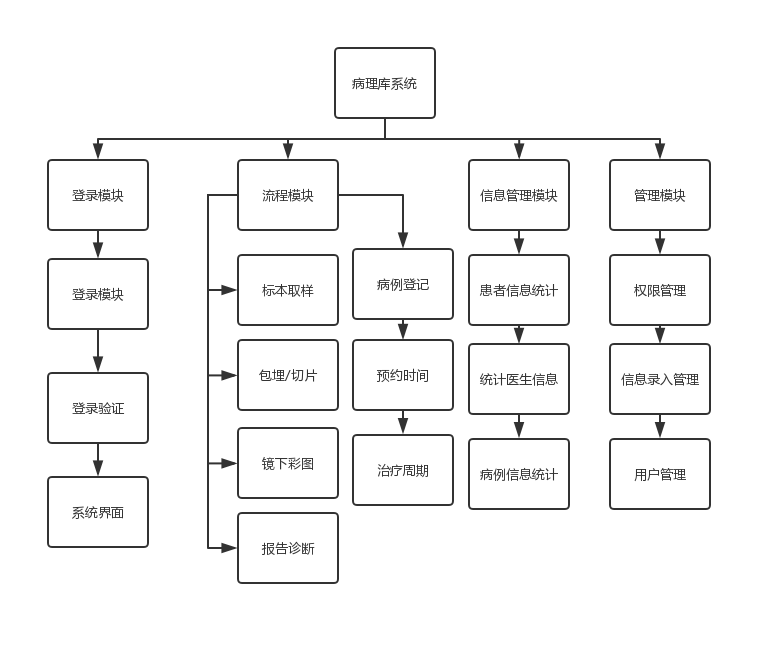 病理库系统
登录模块
流程模块
信息管理模块
管理模块
登录模块
登录验证
系统界面
标本取样
包埋/切片
镜下彩图
报告诊断
病例登记
预约时间
治疗周期
患者信息统计
统计医生信息
病例信息统计
权限管理
信息录入管理
用户管理